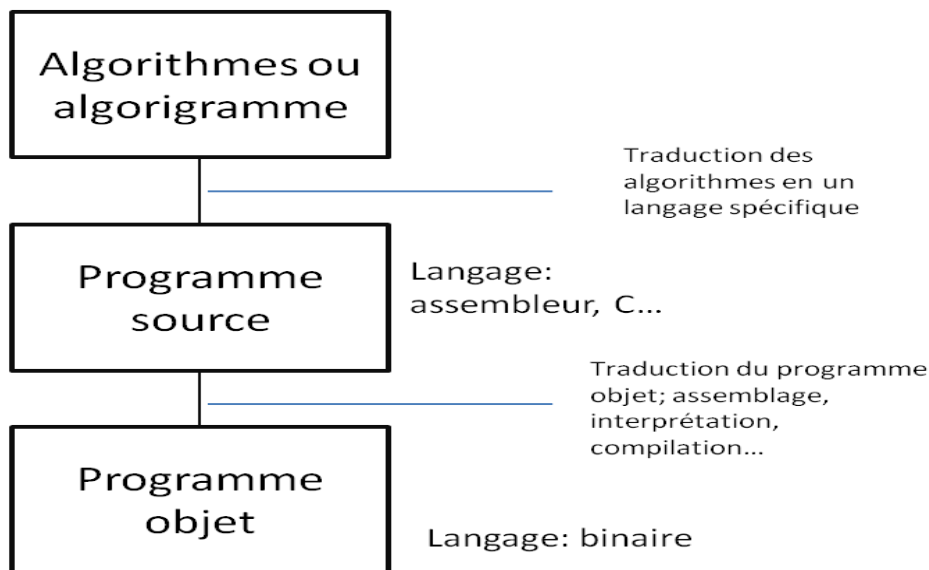 Algorithmes ou
algorigramme
Traduction des
algorithmes en un
langage spécifique
Programme
source
Langage:
assembleur, C...
Traduction du programme
objet; assemblage,
interprétation,
compilation...
Programme
objet
Langage: binaire